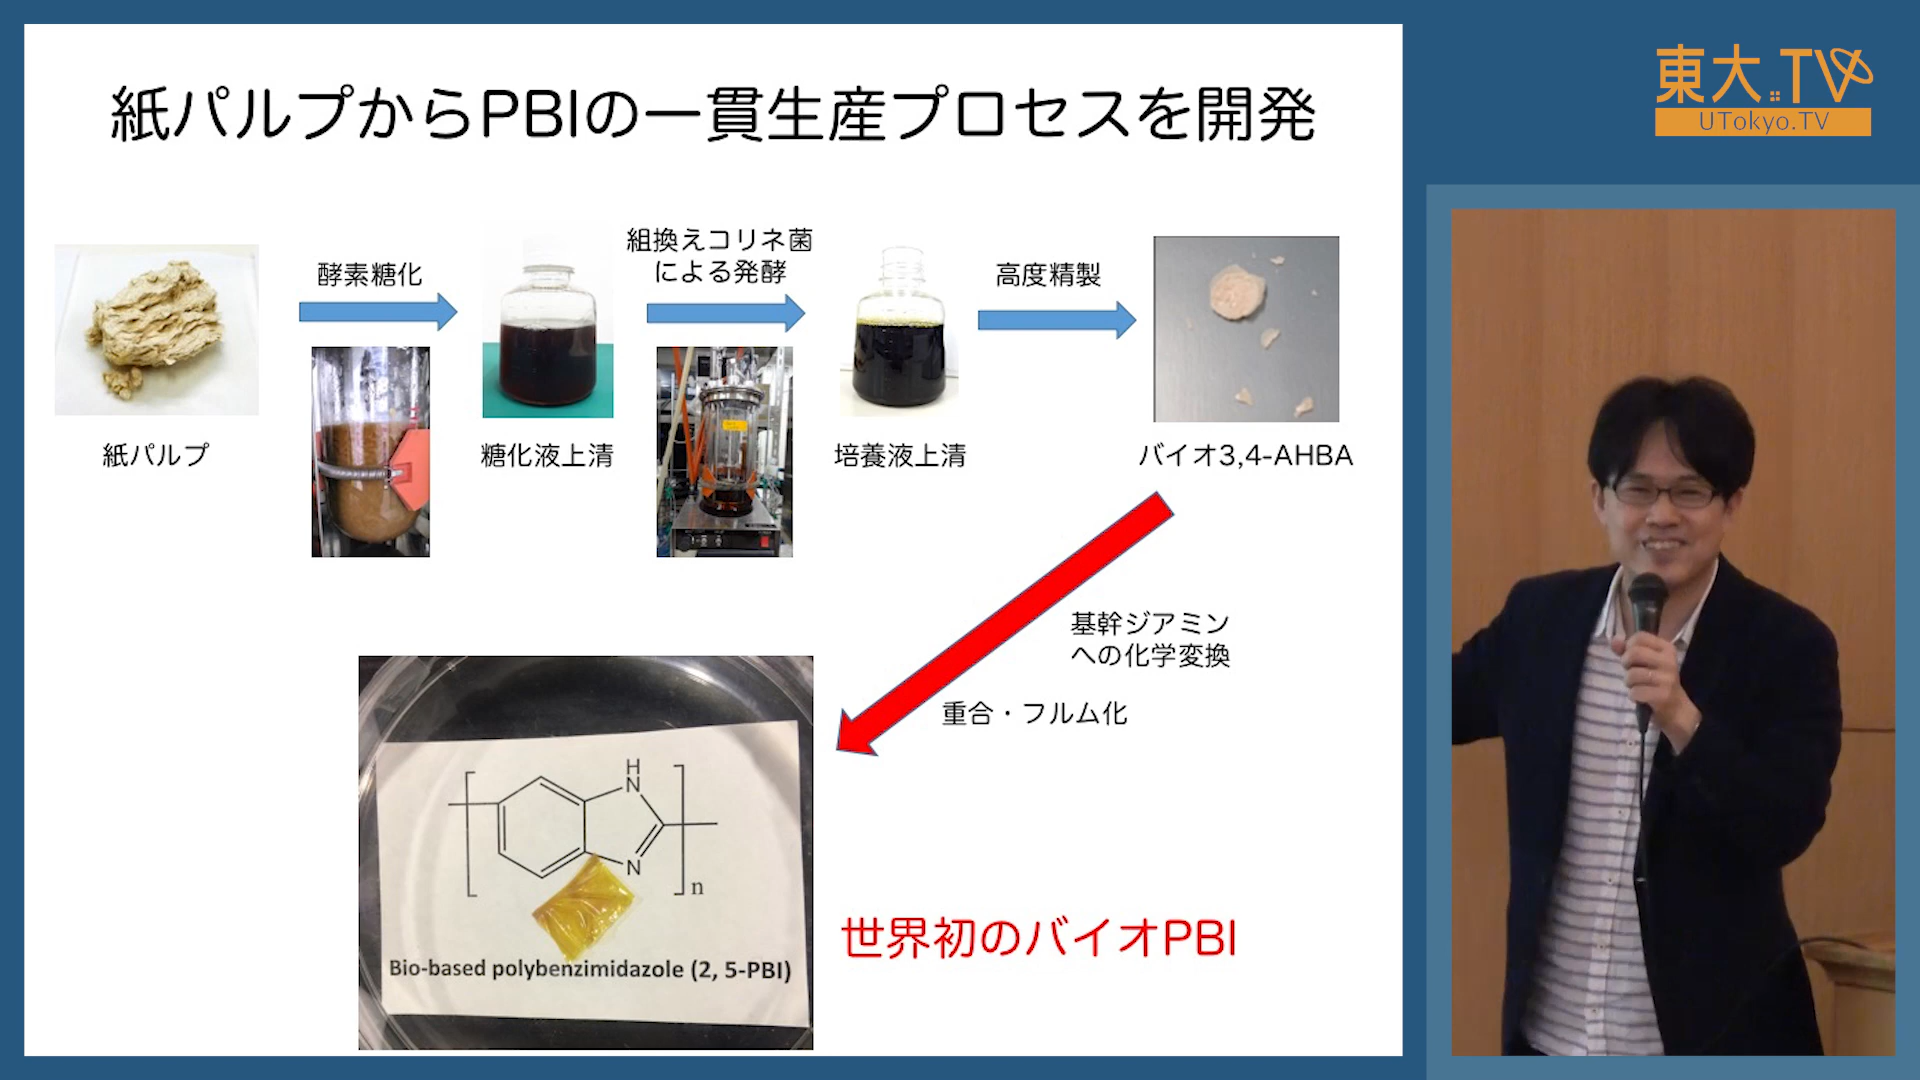 紙パルプからPBIの一貫生産プロセスを開発
東大.TV
UTokyo.TV
酵素糖化
組換えコリネ菌
による発酵
高度精製
紙パルプ
糖化液上清
培養液上清
バイオ3,4-AHBA
基幹ジアミン
への化学変換
重合・フルム化
H
N
N
n
Bio-based polybenzimidazole (2, 5-PBI)
世界初のバイオPBI